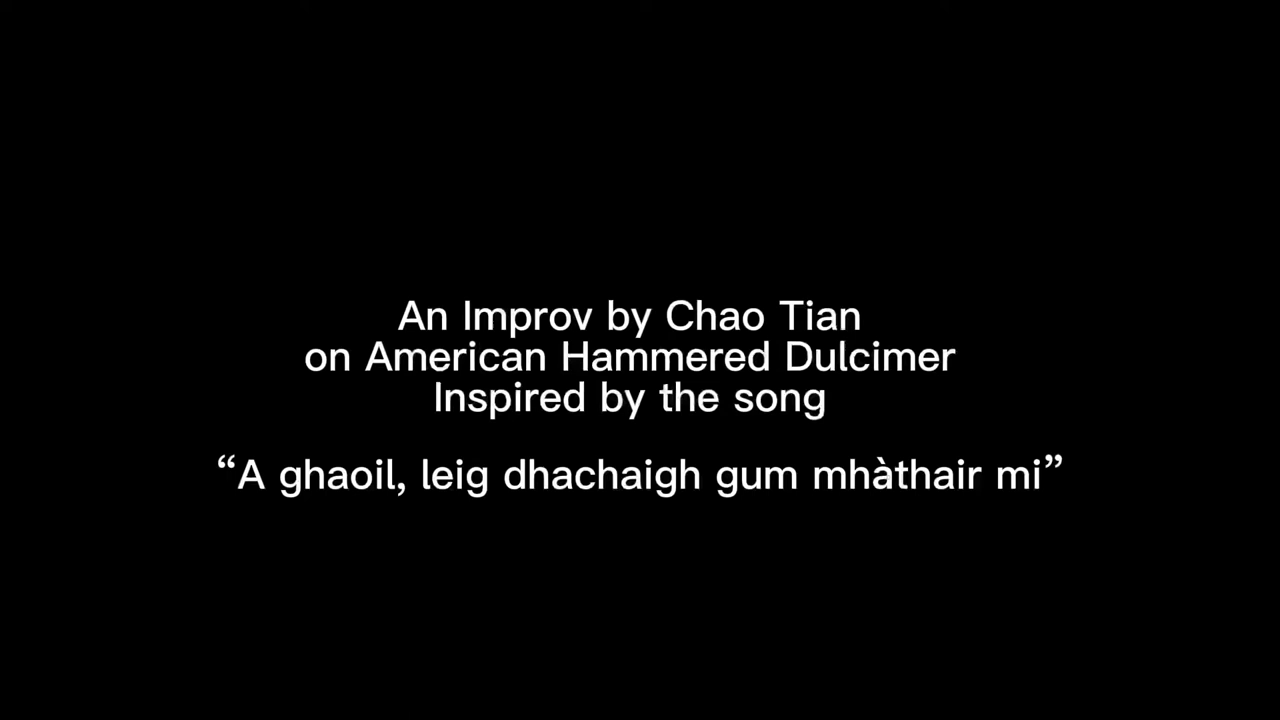 An Improv by Chao Tian
on American Hammered Dulcimer
Inspired by the song
“A ghaoil, leig dhachaigh gum mhàthair mi”